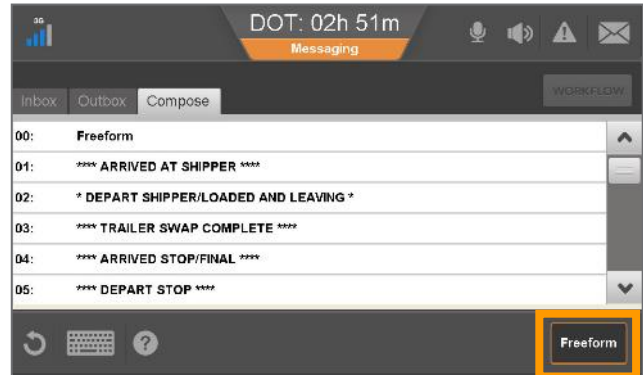 3G
DOT: 02h 51m
Messaging
Inbox Outbox Compose
WORKFLOW
00: Freeform
01: **** ARRIVED AT SHIPPER ****
02: * DEPART SHIPPER/LOADED AND LEAVING *
03: **** TRAILER SWAP COMPLETE ****
04: **** ARRIVED STOP/FINAL ****
05: **** DEPART STOP ****
?
Freeform